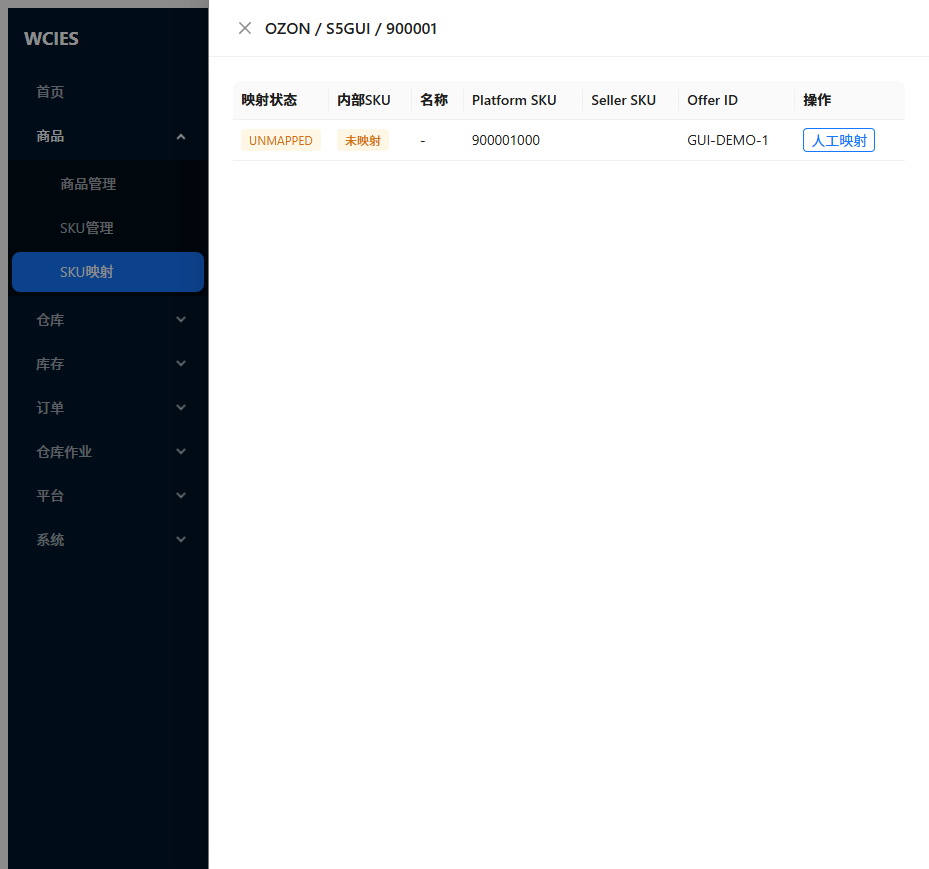 WCIES
首页
商品
商品管理
SKU管理
SKU映射
仓库
库存
订单
仓库作业
平台
系统
OZON / S5GUI / 900001
映射状态 内部SKU 名称 Platform SKU Seller SKU Offer ID 操作
UNMAPPED 未映射 - 900001000 GUI-DEMO-1 人工映射